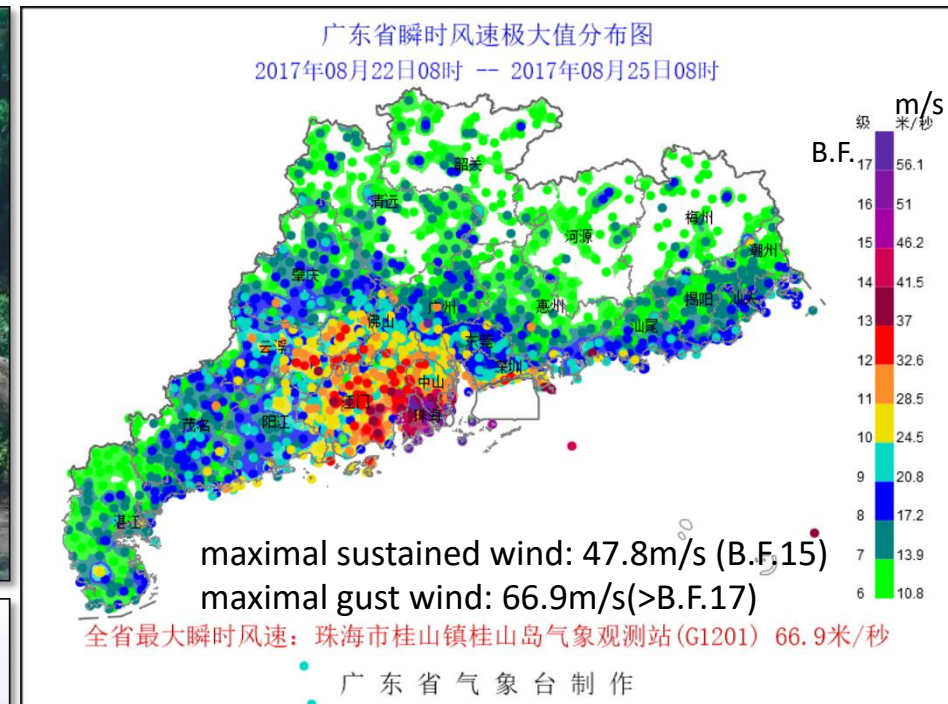 广东省瞬时风速极大值分布图
2017年08月22日08时 -- 2017年08月25日08时
m/s
级 米/秒
B.F.
17 56.1
16 51
15 46.2
14 41.5
13 37
12 32.6
11 28.5
10 24.5
9 20.8
8 17.2
7 13.9
6 10.8
韶关
清远
梅州
河源
潮州
肇庆
揭阳 汕头
广州 惠州
佛山
汕尾
云浮
东莞
深圳
中山
江门
珠海
茂名
阳江
湛江
maximal sustained wind: 47.8m/s (B.F.15)
maximal gust wind: 66.9m/s(>B.F.17)
全省最大瞬时风速: 珠海市桂山镇桂山岛气象观测站(G1201) 66.9米/秒
广东省气象台制作